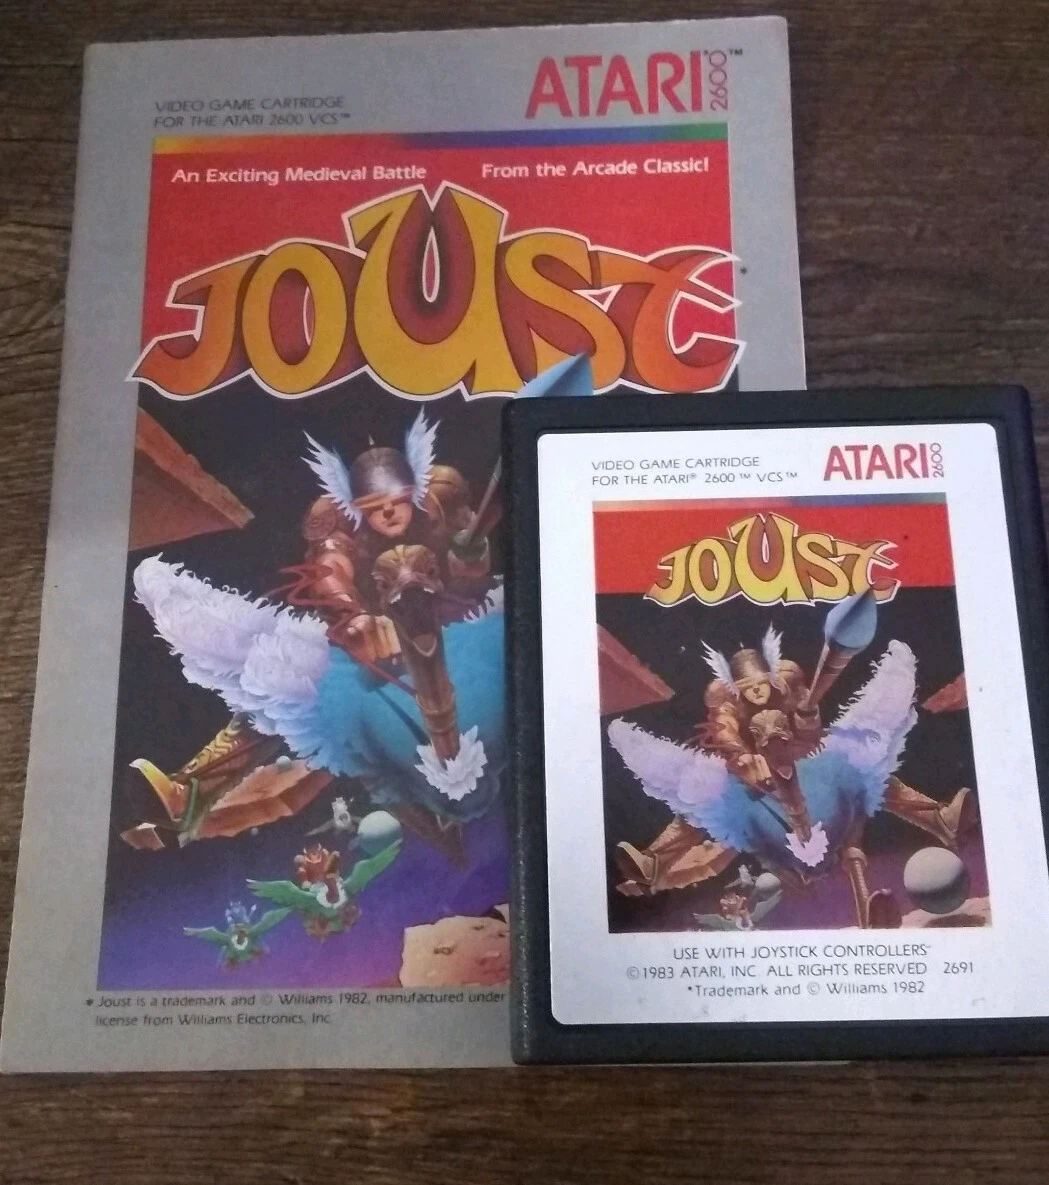 ATARI 2600™
VIDEO GAME CARTRIDGE
FOR THE ATARI 2600 VCS™
An Exciting Medieval Battle From the Arcade Classic!
JOUST*
* Joust is a trademark and © Williams 1982, manufactured under
license from Williams Electronics, Inc.
VIDEO GAME CARTRIDGE
FOR THE ATARI® 2600™ VCS™
ATARI 2600
JOUST
USE WITH JOYSTICK CONTROLLERS
© 1983 ATARI, INC. ALL RIGHTS RESERVED 2691
*Trademark and © Williams 1982